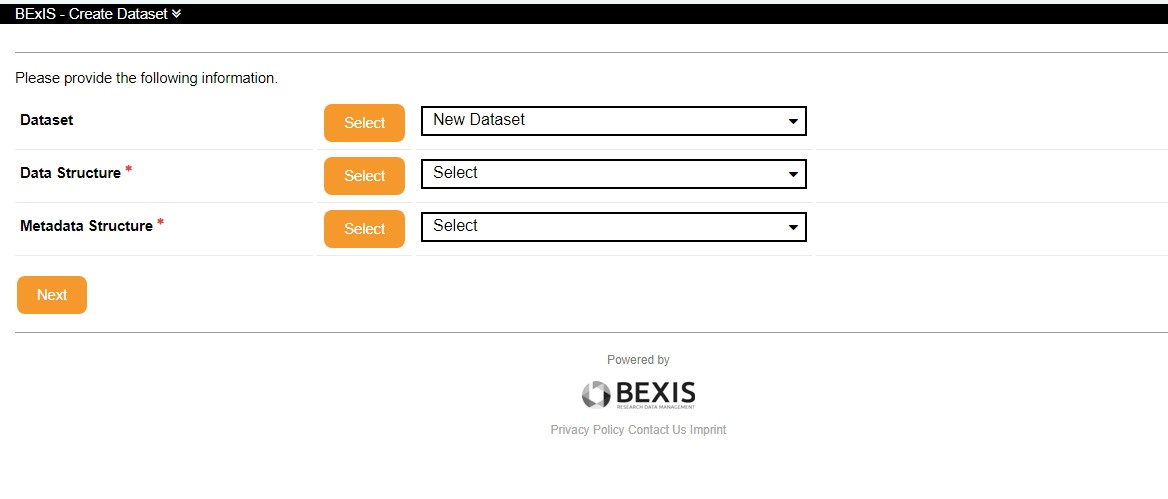 BExIS - Create Dataset
Please provide the following information.
Dataset Select New Dataset
Data Structure * Select Select
Metadata Structure * Select Select
Next
Powered by
BEXIS
RESEARCH DATA MANAGEMENT
Privacy Policy Contact Us Imprint